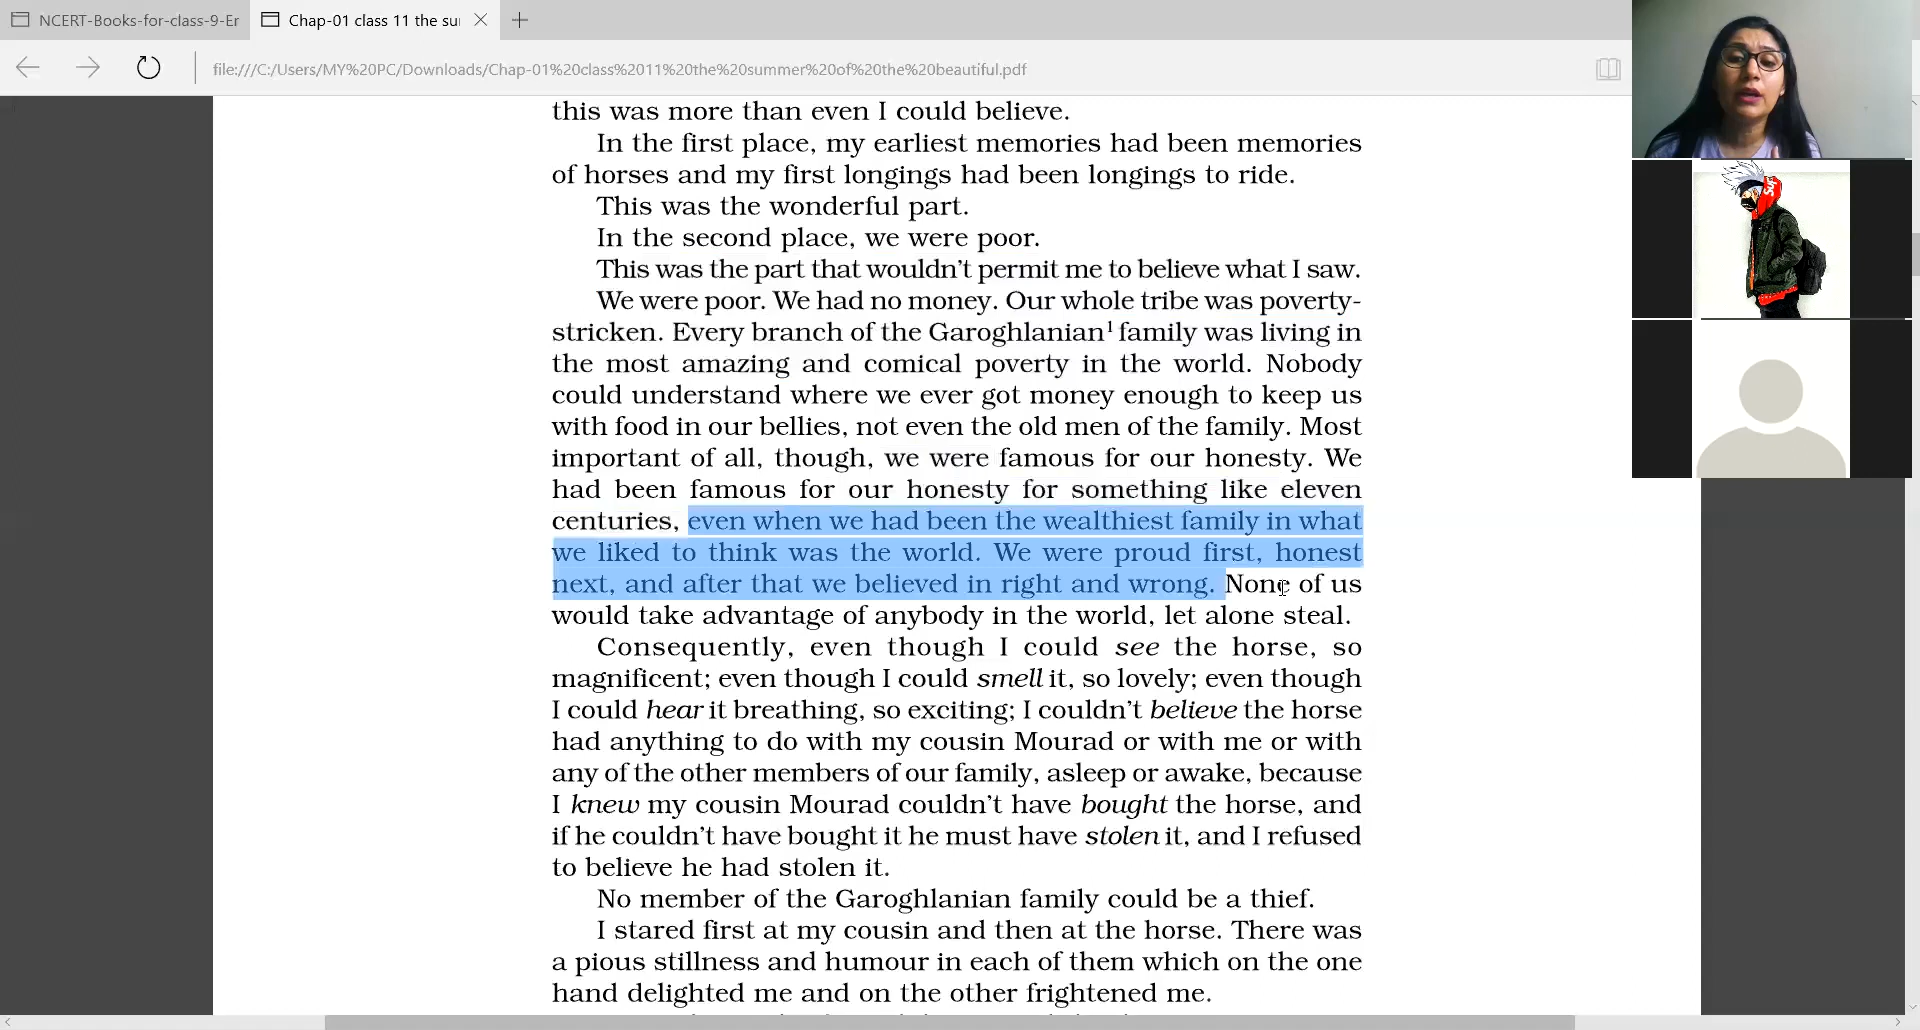 NCERT-Books-for-class-9-Er
Chap-01 class 11 the su
file:///C:/Users/MY%20PC/Downloads/Chap-01%20class%2011%20the%20summer%20of%20the%20beautiful.pdf
this was more than even I could believe.
In the first place, my earliest memories had been memories
of horses and my first longings had been longings to ride.
This was the wonderful part.
In the second place, we were poor.
This was the part that wouldn't permit me to believe what I saw.
We were poor. We had no money. Our whole tribe was poverty-
stricken. Every branch of the Garoghlanian¹ family was living in
the most amazing and comical poverty in the world. Nobody
could understand where we ever got money enough to keep us
with food in our bellies, not even the old men of the family. Most
important of all, though, we were famous for our honesty. We
had been famous for our honesty for something like eleven
centuries, even when we had been the wealthiest family in what
we liked to think was the world. We were proud first, honest
next, and after that we believed in right and wrong. None of us
would take advantage of anybody in the world, let alone steal.
Consequently, even though I could see the horse, so
magnificent; even though I could smell it, so lovely; even though
I could hear it breathing, so exciting; I couldn't believe the horse
had anything to do with my cousin Mourad or with me or with
any of the other members of our family, asleep or awake, because
I knew my cousin Mourad couldn't have bought the horse, and
if he couldn't have bought it he must have stolen it, and I refused
to believe he had stolen it.
No member of the Garoghlanian family could be a thief.
I stared first at my cousin and then at the horse. There was
a pious stillness and humour in each of them which on the one
hand delighted me and on the other frightened me.